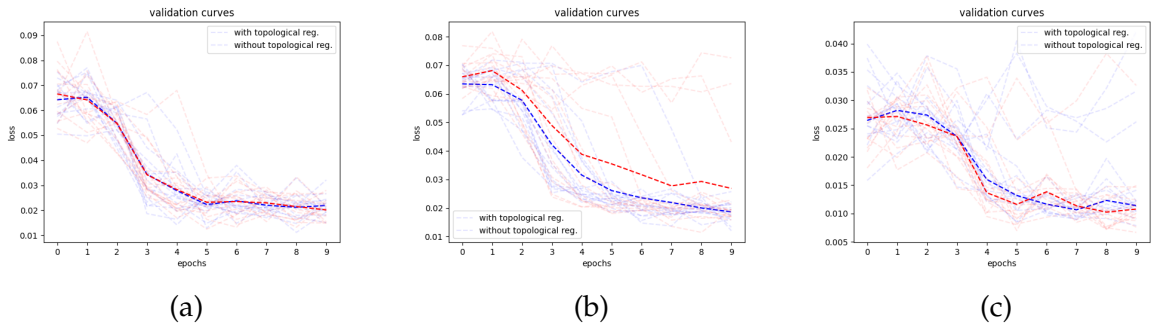 validation curves
with topological reg.
without topological reg.
0.09
0.08
0.07
0.06
0.05
0.04
0.03
0.02
0.01
loss
0 1 2 3 4 5 6 7 8 9
epochs
(a)
validation curves
0.08
0.07
0.06
0.05
0.04
0.03
0.02
0.01
loss
with topological reg.
without topological reg.
0 1 2 3 4 5 6 7 8 9
epochs
(b)
validation curves
with topological reg.
without topological reg.
0.040
0.035
0.030
0.025
0.020
0.015
0.010
0.005
loss
0 1 2 3 4 5 6 7 8 9
epochs
(c)